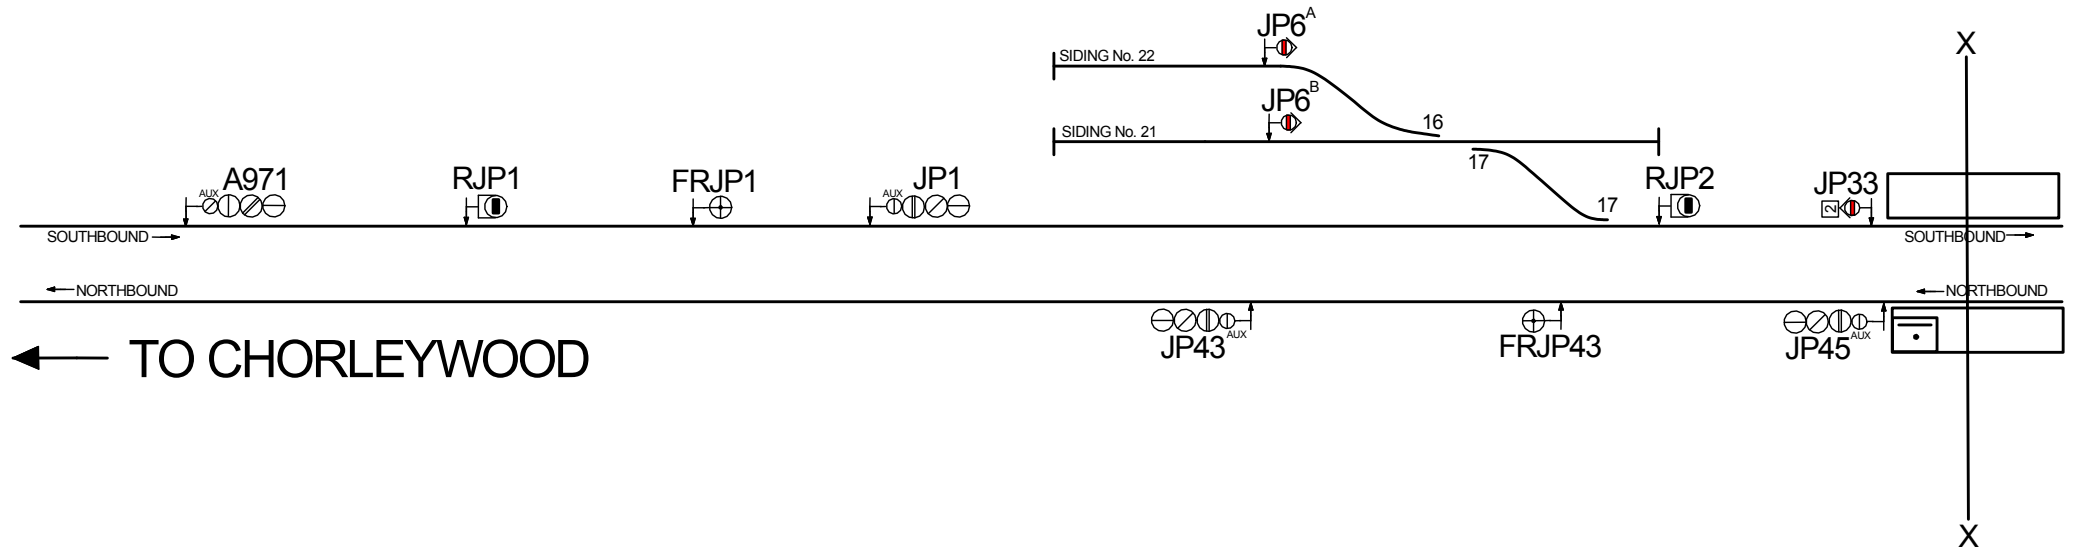 JP6A
X
SIDING No. 22
JP6B
16
SIDING No. 21
17
A971
AUX
RJP1
FRJP1
JP1
AUX
17
RJP2
JP33
2
SOUTHBOUND
SOUTHBOUND
NORTHBOUND
NORTHBOUND
JP43
AUX
FRJP43
JP45
AUX
TO CHORLEYWOOD
X